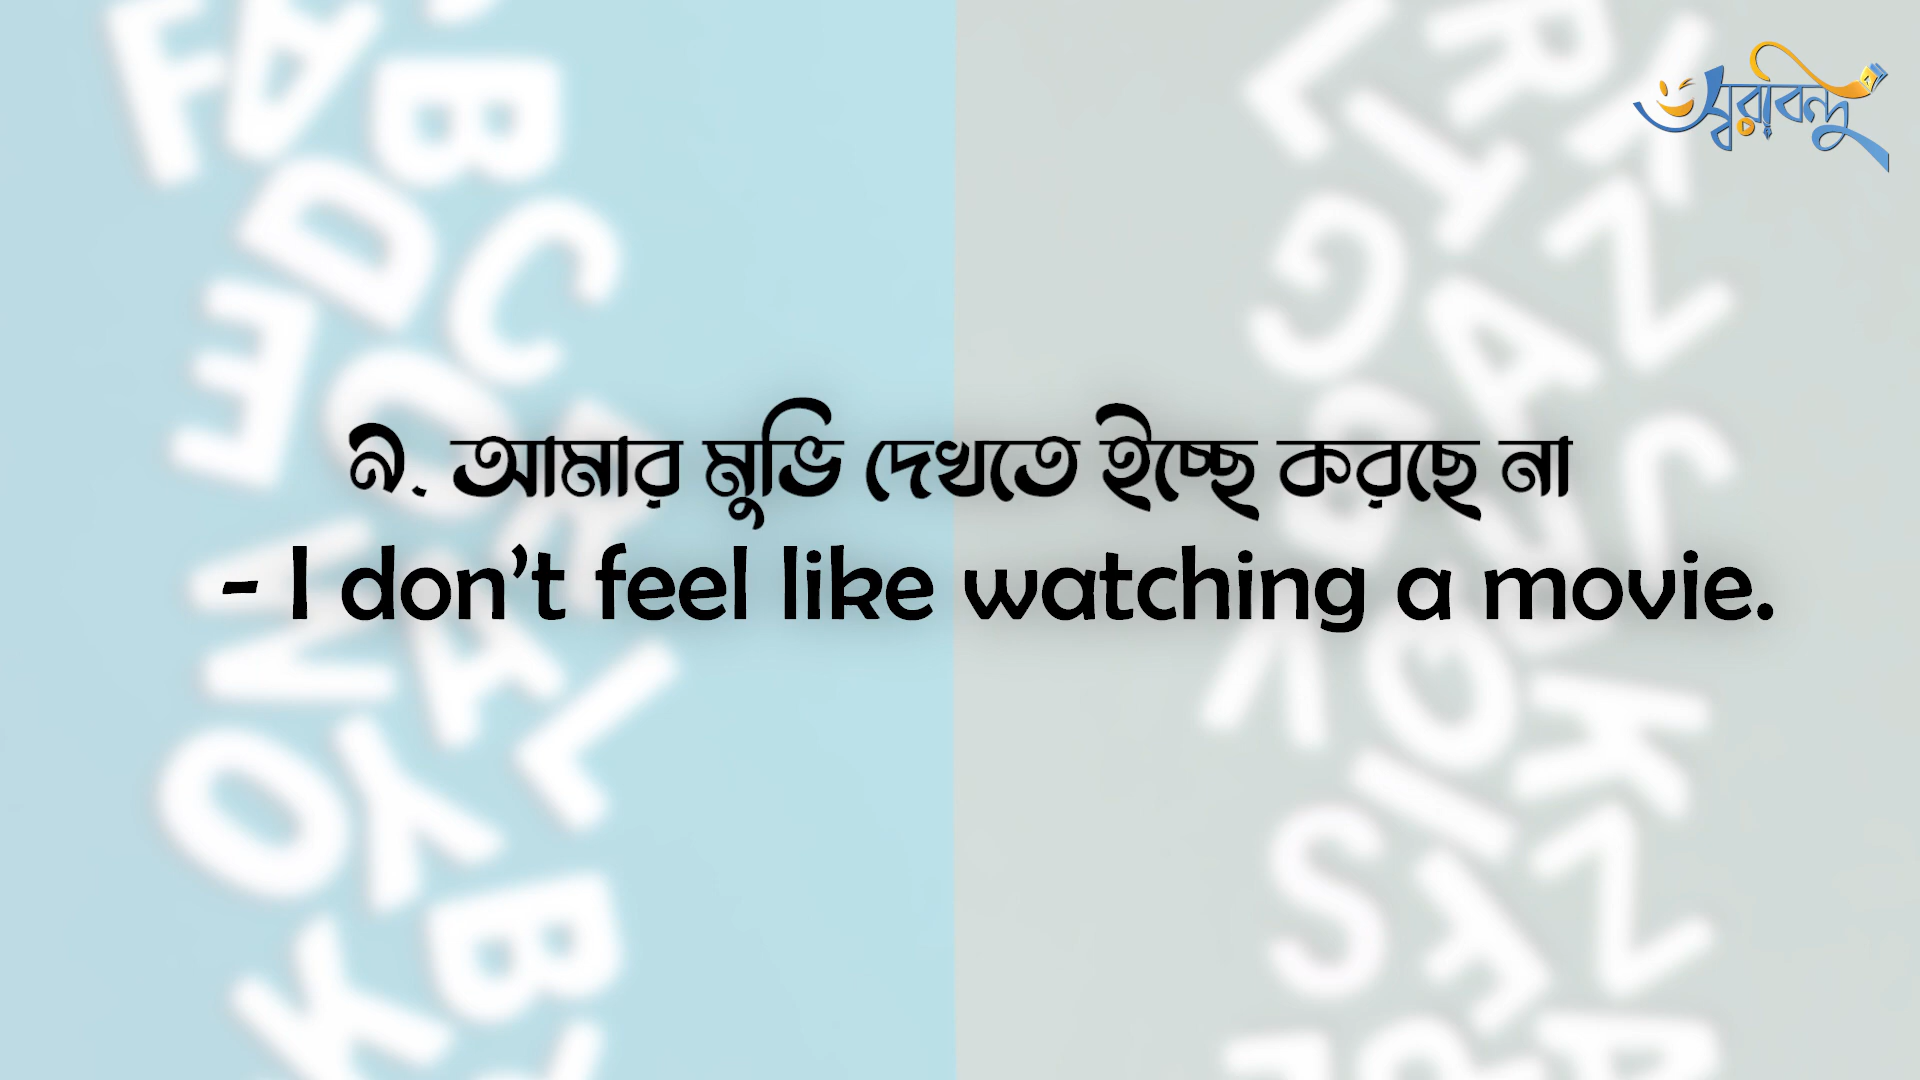 স্বরবিন্দু
৯. আমার মুভি দেখতে ইচ্ছে করছে না
- I don’t feel like watching a movie.